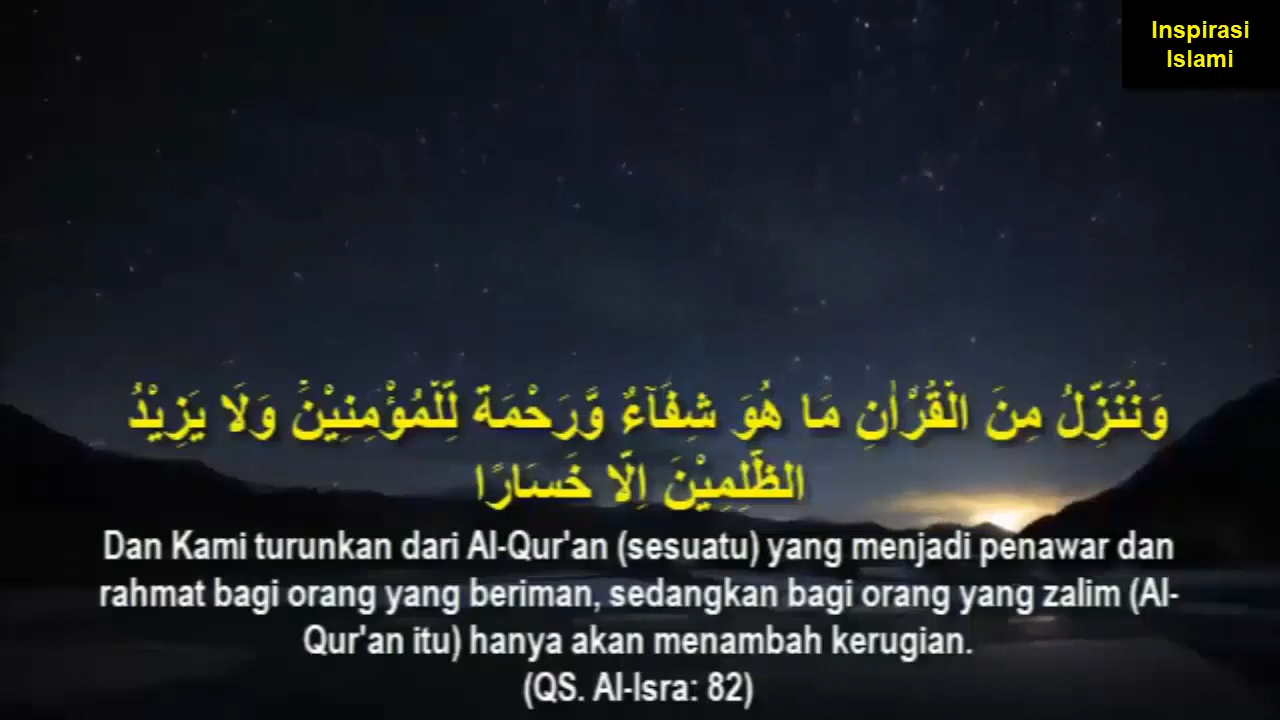 Inspirasi
Islami
وَنُنَزِّلُ مِنَ الْقُرْاٰنِ مَا هُوَ شِفَاۤءٌ وَّرَحْمَةٌ لِّلْمُؤْمِنِيْنَۙ وَلَا يَزِيْدُ
الظّٰلِمِيْنَ اِلَّا خَسَارًا
Dan Kami turunkan dari Al-Qur'an (sesuatu) yang menjadi penawar dan
rahmat bagi orang yang beriman, sedangkan bagi orang yang zalim (Al-
Qur'an itu) hanya akan menambah kerugian.
(QS. Al-Isra: 82)